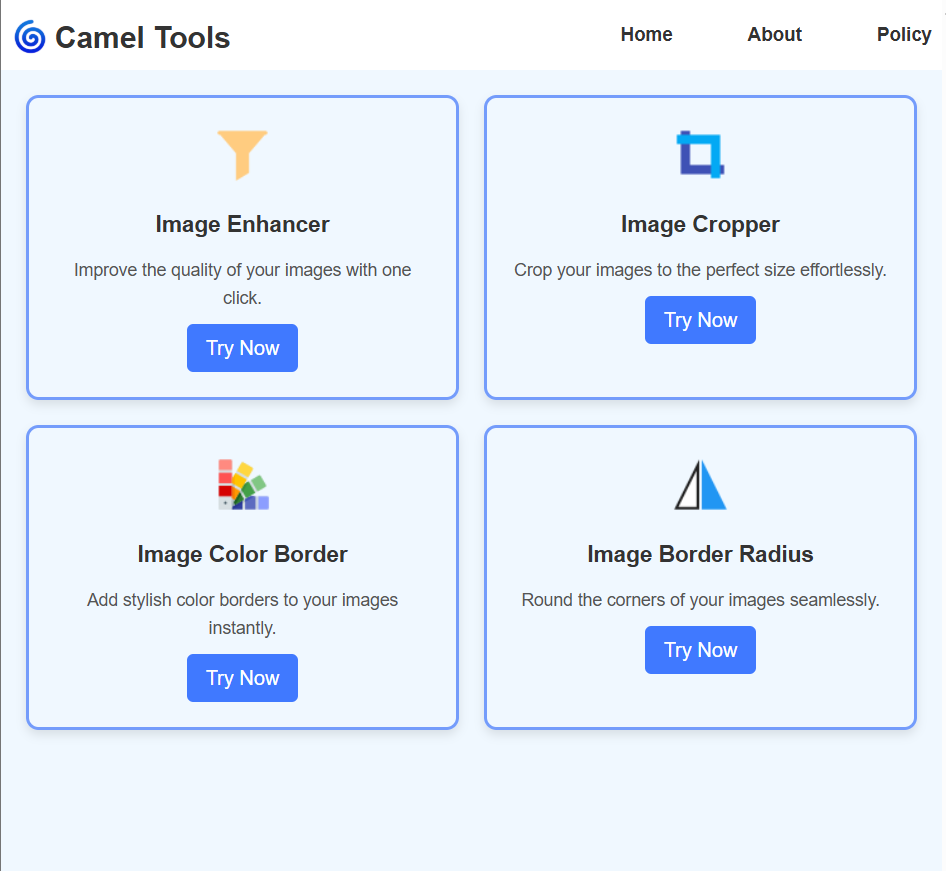 Camel Tools
Home About Policy
Image Enhancer
Improve the quality of your images with one
click.
Try Now
Image Cropper
Crop your images to the perfect size effortlessly.
Try Now
Image Color Border
Add stylish color borders to your images
instantly.
Try Now
Image Border Radius
Round the corners of your images seamlessly.
Try Now